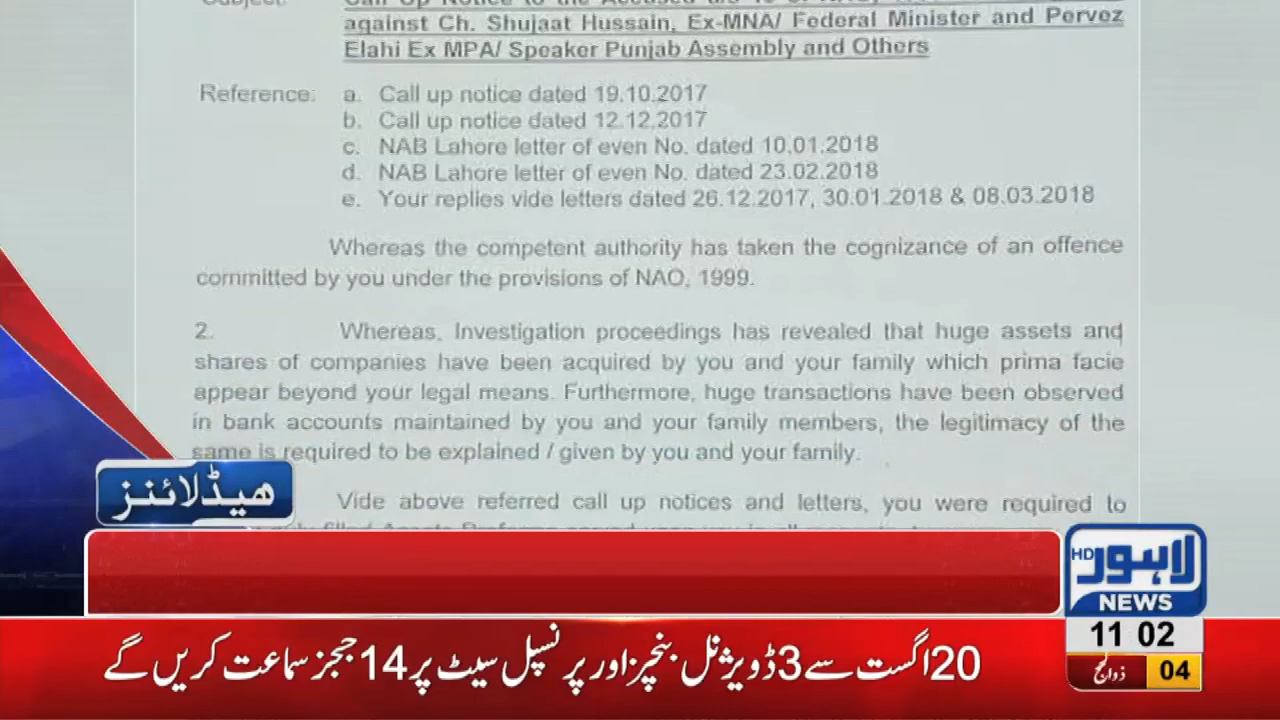 against Ch. Shujaat Hussain, Ex-MNA/ Federal Minister and Pervez
Elahi Ex MPA/ Speaker Punjab Assembly and Others
Reference: a. Call up notice dated 19.10.2017
b. Call up notice dated 12.12.2017
c. NAB Lahore letter of even No. dated 10.01.2018
d. NAB Lahore letter of even No. dated 23.02.2018
e. Your replies vide letters dated 26.12.2017, 30.01.2018 & 08.03.2018
Whereas the competent authority has taken the cognizance of an offence
committed by you under the provisions of NAO, 1999.
2. Whereas, Investigation proceedings has revealed that huge assets and
shares of companies have been acquired by you and your family which prima facie
appear beyond your legal means. Furthermore, huge transactions have been observed
in bank accounts maintained by you and your family members, the legitimacy of the
same is required to be explained / given by you and your family.
Vide above referred call up notices and letters, you were required to
ہیڈلائنز
HD لاہور
NEWS
11 02
ذوالحج 04
20 اگست سے 3 ڈویژنل بنچز اور پرنسپل سیٹ پر 14 ججز سماعت کریں گے